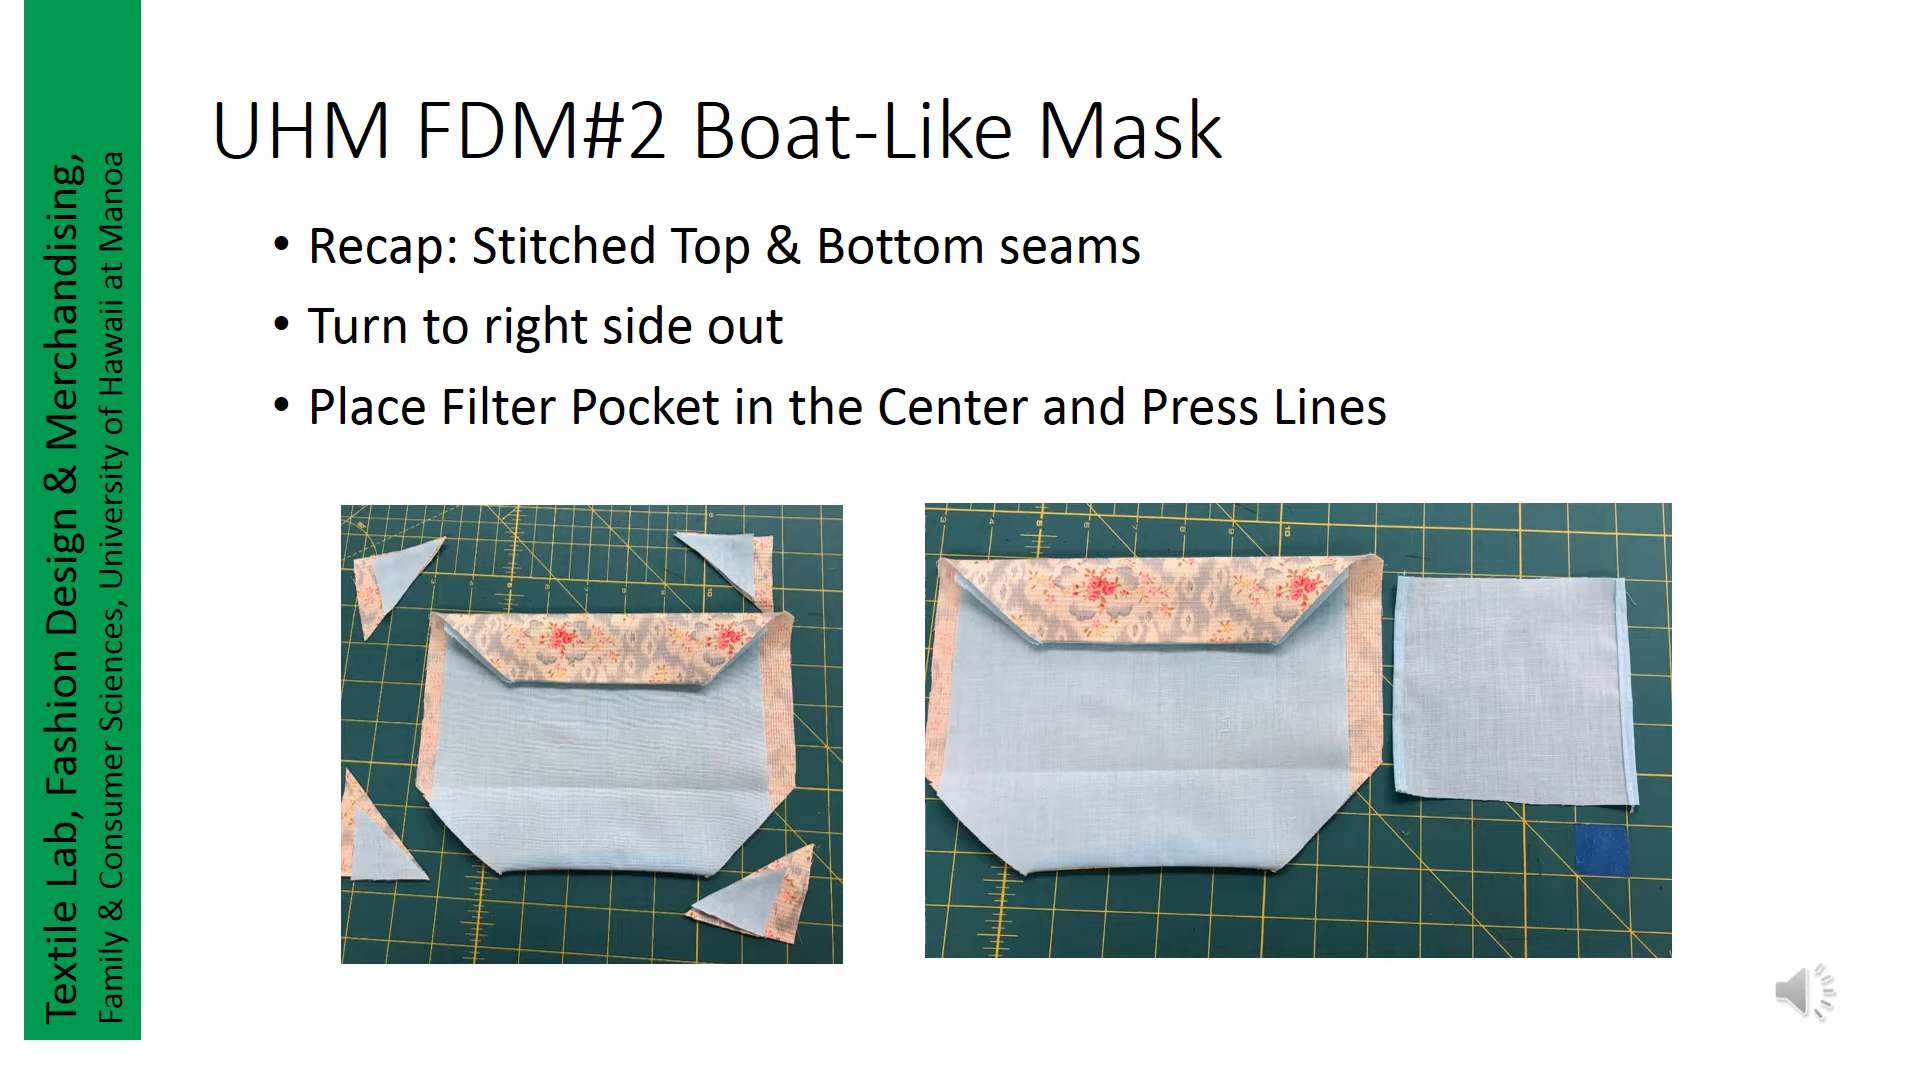 UHM FDM#2 Boat-Like Mask
• Recap: Stitched Top & Bottom seams
• Turn to right side out
• Place Filter Pocket in the Center and Press Lines
Textile Lab, Fashion Design & Merchandising,
Family & Consumer Sciences, University of Hawaii at Manoa